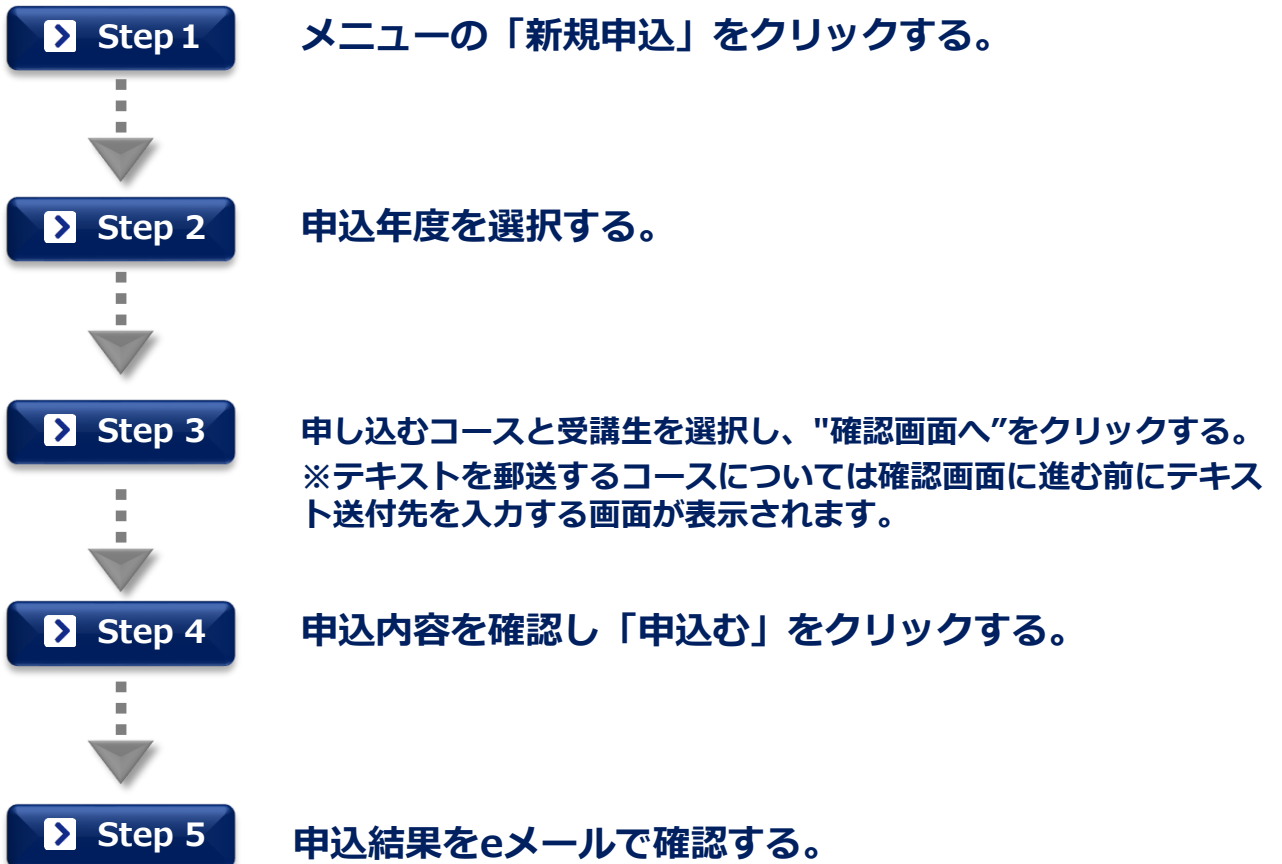 Step 1
メニューの「新規申込」をクリックする。
Step 2
申込年度を選択する。
Step 3
申し込むコースと受講生を選択し、"確認画面へ”をクリックする。
※テキストを郵送するコースについては確認画面に進む前にテキス
ト送付先を入力する画面が表示されます。
Step 4
申込内容を確認し「申込む」をクリックする。
Step 5
申込結果をeメールで確認する。